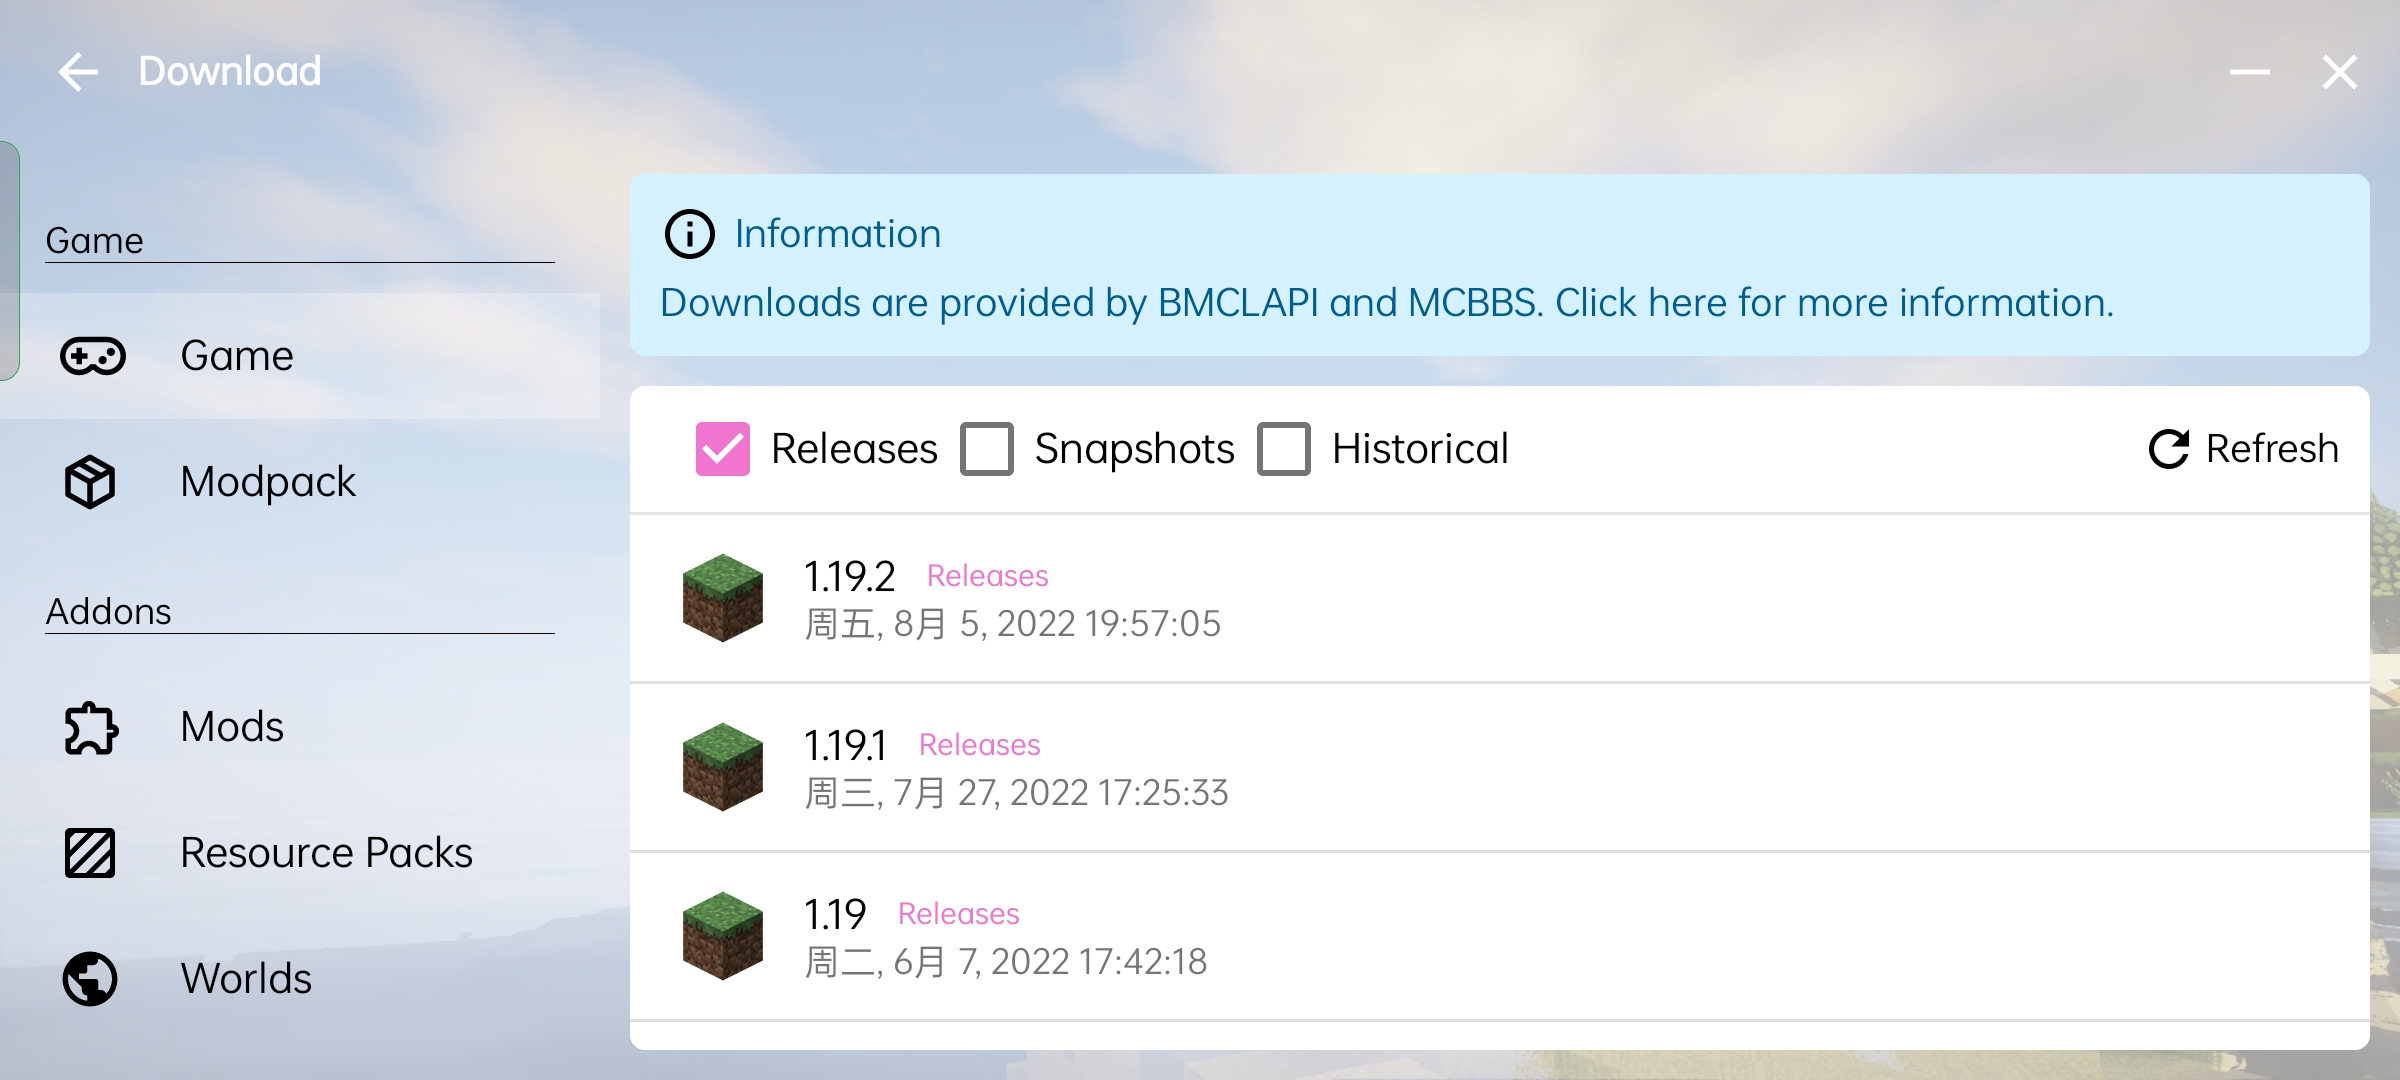 Download
Game
Game
Modpack
Addons
Mods
Resource Packs
Worlds
Information
Downloads are provided by BMCLAPI and MCBBS. Click here for more information.
Releases Snapshots Historical Refresh
1.19.2 Releases
周五, 8月 5, 2022 19:57:05
1.19.1 Releases
周三, 7月 27, 2022 17:25:33
1.19 Releases
周二, 6月 7, 2022 17:42:18